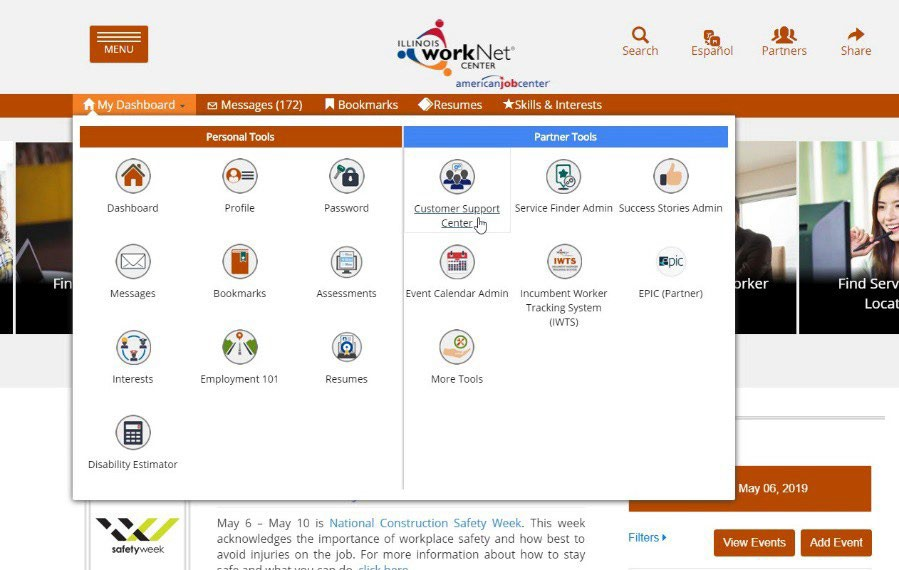 MENU
ILLINOIS
workNet®
CENTER
americanjobcenter
Search
Español
Partners
Share
My Dashboard
Messages (172)
Bookmarks
Resumes
Skills & Interests
Personal Tools
Partner Tools
Dashboard
Profile
Password
Customer Support
Center
Service Finder Admin
Success Stories Admin
Messages
Bookmarks
Assessments
Event Calendar Admin
IWTS
Incumbent Worker
Tracking System
(IWTS)
epic
EPIC (Partner)
Interests
Employment 101
Resumes
More Tools
Disability Estimator
Fin
orker
Find Serv
Locat
safetyweek
May 6 – May 10 is National Construction Safety Week. This week
acknowledges the importance of workplace safety and how best to
avoid injuries on the job. For more information about how to stay
safe and what you can do, click here.
May 06, 2019
Filters
View Events
Add Event